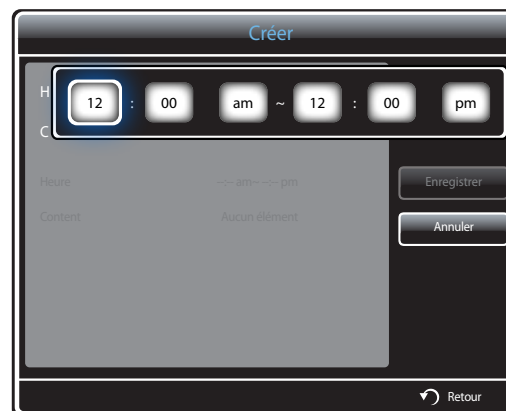 Créer
H
12 : 00 am ~ 12 : 00 pm
C
Heure --:-- am~ --:-- pm
Enregistrer
Content Aucun élément
Annuler
Retour